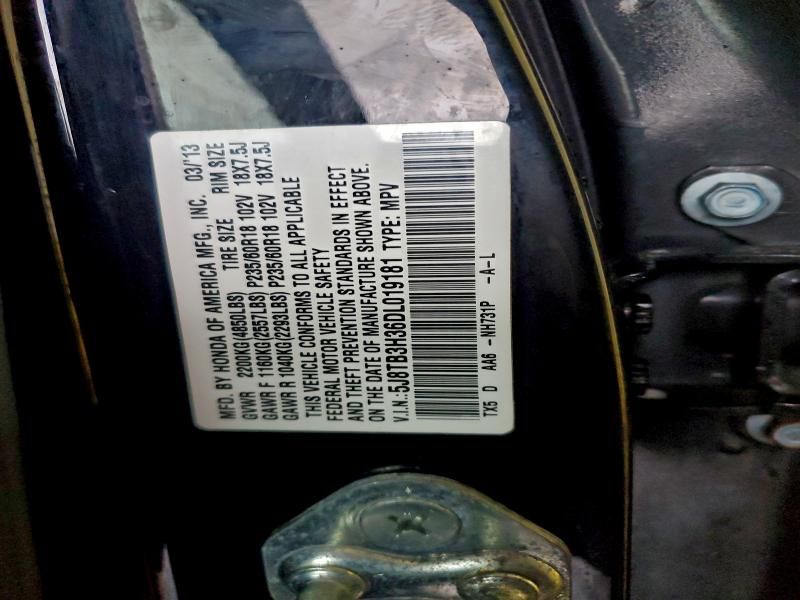 MFD. BY HONDA OF AMERICA MFG., INC. 03/'13
GVWR 2200KG(4850LBS) TIRE SIZE RIM SIZE
GAWR F 1160KG(2557LBS) P235/60R18 102V 18X7.5J
GAWR R 1040KG(2293LBS) P235/60R18 102V 18X7.5J
THIS VEHICLE CONFORMS TO ALL APPLICABLE
FEDERAL MOTOR VEHICLE SAFETY
AND THEFT PREVENTION STANDARDS IN EFFECT
ON THE DATE OF MANUFACTURE SHOWN ABOVE.
V.I.N.:5J8TB3H36DL019181 TYPE: MPV
TX5 D AA6 -NH731P -A-L